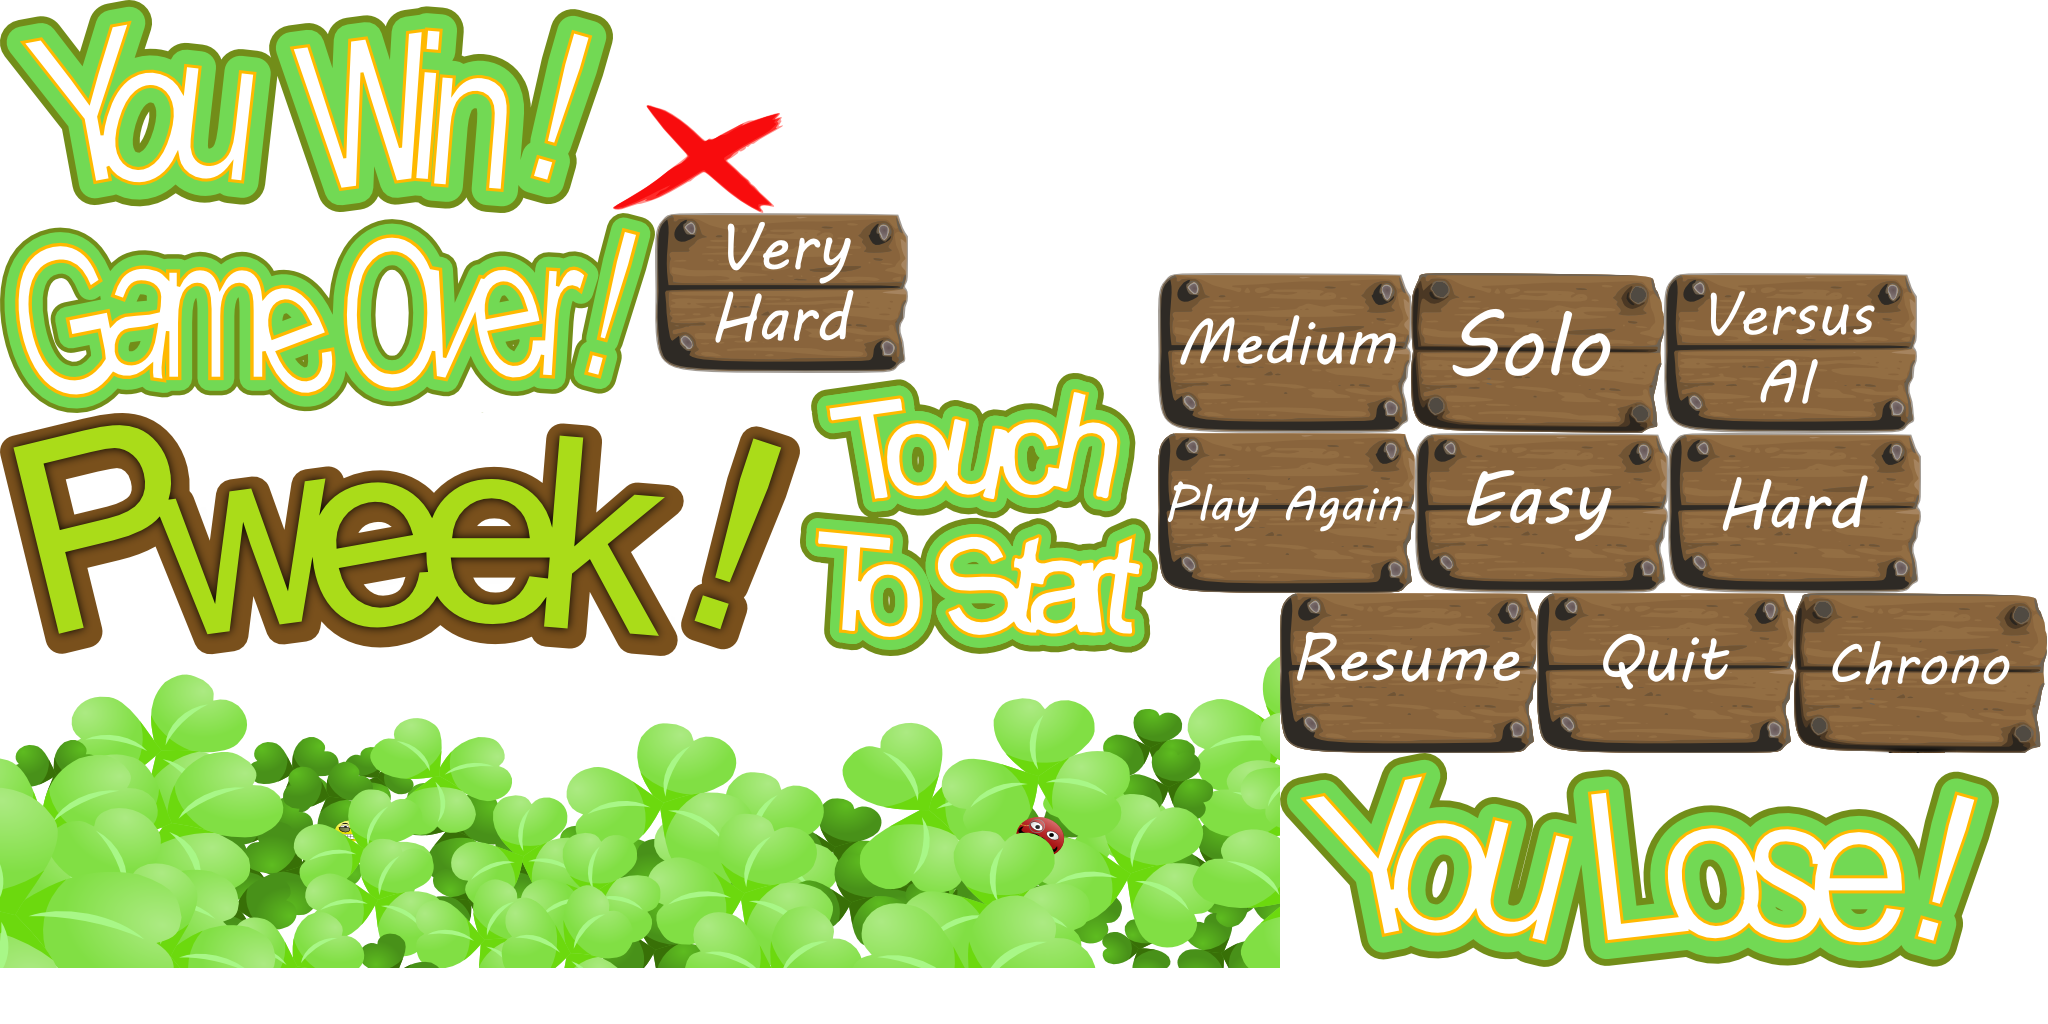 You Win !
Game Over !
Very
Hard
Medium
Solo
Versus
AI
Pweek !
Touch
To Start
Play Again
Easy
Hard
Resume
Quit
Chrono
You Lose !